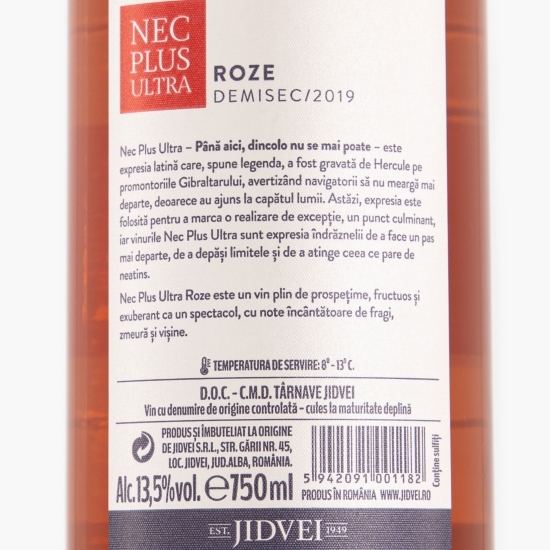 NEC
PLUS
ULTRA
ROZE
DEMISEC/2019
Nec Plus Ultra – Până aici, dincolo nu se mai poate – este
expresia latină care, spune legenda, a fost gravată de Hercule pe
promontoriile Gibraltarului, avertizând navigatorii să nu meargă mai
departe, deoarece au ajuns la capătul lumii. Astăzi, expresia este
folosită pentru a marca o realizare de excepție, un punct culminant,
iar vinurile Nec Plus Ultra sunt expresia îndrăznelii de a face un pas
mai departe, de a depăși limitele și de a atinge ceea ce pare de
neatins.
Nec Plus Ultra Roze este un vin plin de prospețime, fructuos și
exuberant ca un spectacol, cu note încântătoare de fragi,
zmeură și vișine.
TEMPERATURA DE SERVIRE: 8º - 13º C.
D.O.C. - C.M.D. TÂRNAVE JIDVEI
Vin cu denumire de origine controlată – cules la maturitate deplină
PRODUS ȘI ÎMBUTELIAT LA ORIGINE
DE JIDVEI S.R.L., STR. GĂRII NR. 45,
LOC. JIDVEI, JUD.ALBA, ROMÂNIA.
Alc.13,5%vol. ℮750ml
5 942091 001182
Conține sulfiți
PRODUS ÎN ROMÂNIA WWW.JIDVEI.RO
EST. JIDVEI 1949